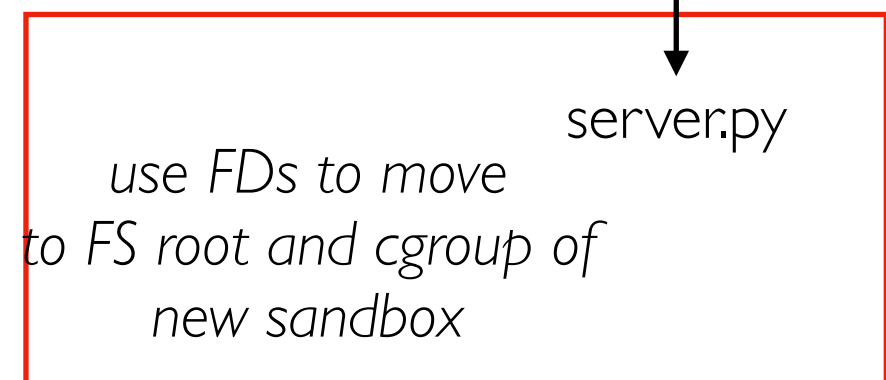 server.py
use FDs to move
to FS root and cgroup of
new sandbox